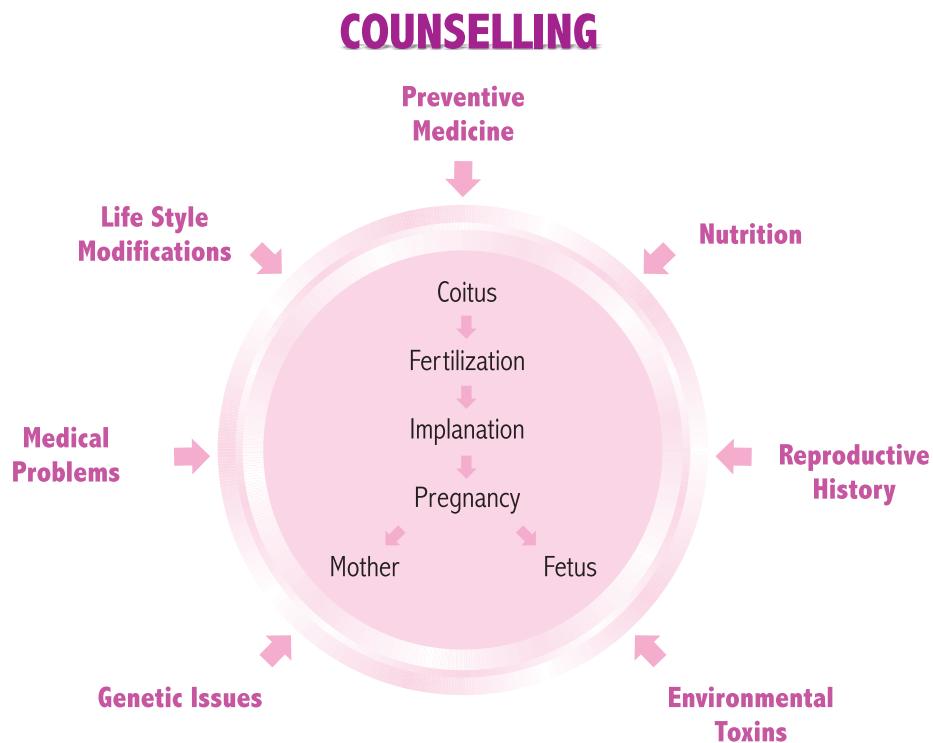 COUNSELLING
Preventive
Medicine
Life Style
Modifications
Nutrition
Coitus
Fertilization
Implanation
Pregnancy
Mother
Fetus
Medical
Problems
Reproductive
History
Genetic Issues
Environmental
Toxins